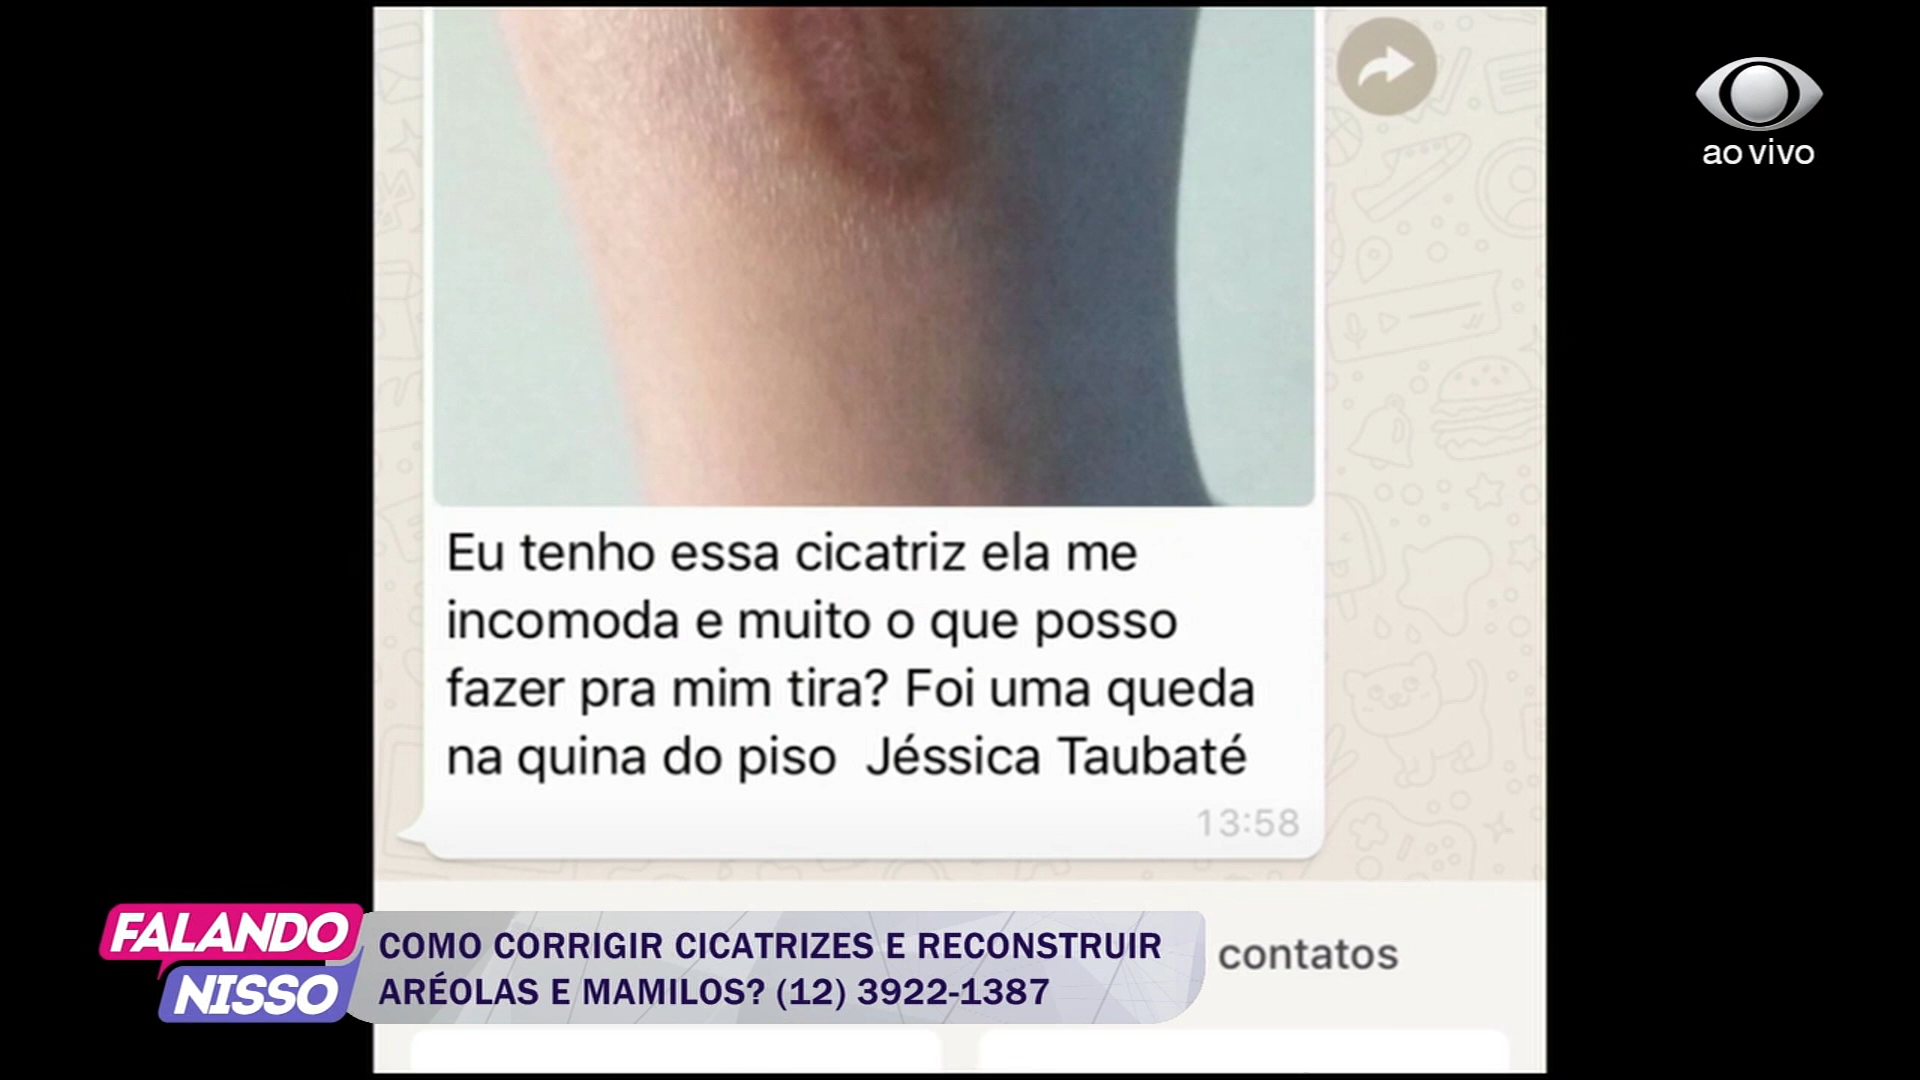 ao vivo
Eu tenho essa cicatriz ela me
incomoda e muito o que posso
fazer pra mim tira? Foi uma queda
na quina do piso  Jéssica Taubaté
13:58
FALANDO
NISSO
COMO CORRIGIR CICATRIZES E RECONSTRUIR
ARÉOLAS E MAMILOS? (12) 3922-1387
contatos